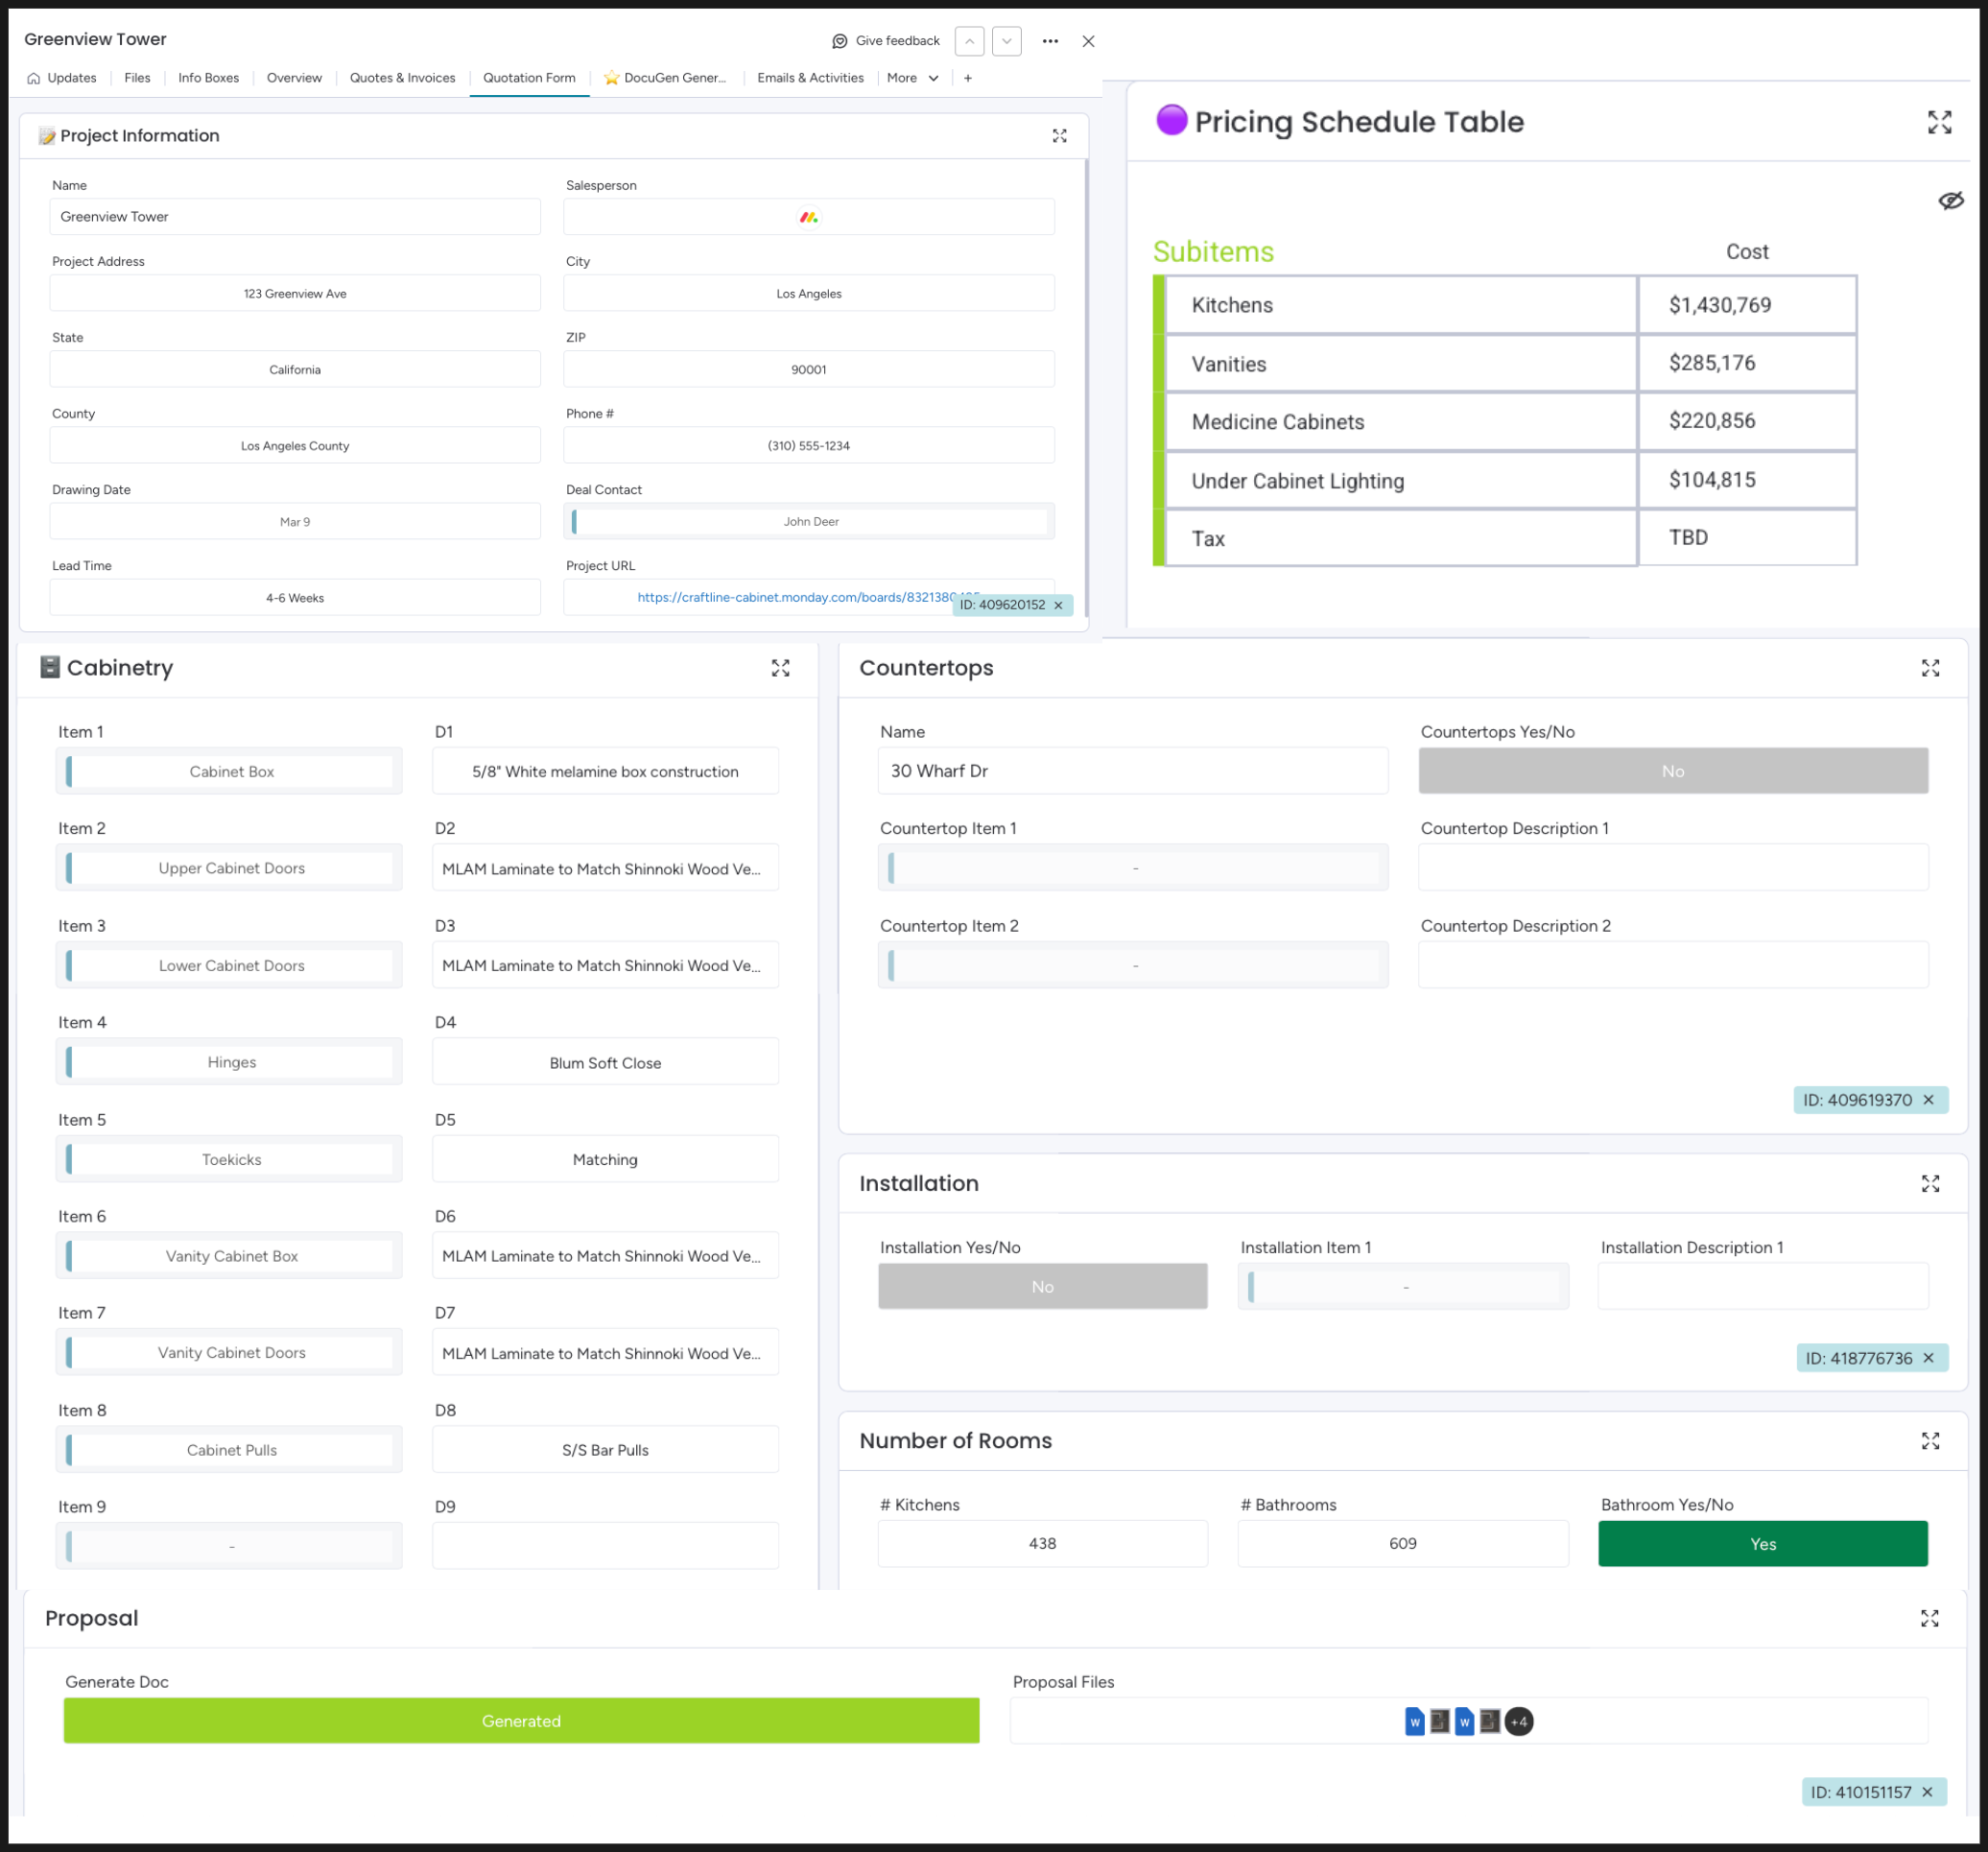 Greenview Tower
Give feedback
Updates Files Info Boxes Overview Quotes & Invoices Quotation Form DocuGen Gener... Emails & Activities More +
Project Information
Name Salesperson
Greenview Tower
Project Address City
123 Greenview Ave Los Angeles
State ZIP
California 90001
County Phone #
Los Angeles County (310) 555-1234
Drawing Date Deal Contact
Mar 9 John Deer
Lead Time Project URL
4-6 Weeks https://craftline-cabinet.monday.com/boards/8321380
ID: 409620152 ×
Pricing Schedule Table
Subitems Cost
Kitchens $1,430,769
Vanities $285,176
Medicine Cabinets $220,856
Under Cabinet Lighting $104,815
Tax TBD
Cabinetry
Item 1 D1
Cabinet Box 5/8" White melamine box construction
Item 2 D2
Upper Cabinet Doors MLAM Laminate to Match Shinnoki Wood Ve...
Item 3 D3
Lower Cabinet Doors MLAM Laminate to Match Shinnoki Wood Ve...
Item 4 D4
Hinges Blum Soft Close
Item 5 D5
Toekicks Matching
Item 6 D6
Vanity Cabinet Box MLAM Laminate to Match Shinnoki Wood Ve...
Item 7 D7
Vanity Cabinet Doors MLAM Laminate to Match Shinnoki Wood Ve...
Item 8 D8
Cabinet Pulls S/S Bar Pulls
Item 9 D9
-
Countertops
Name Countertops Yes/No
30 Wharf Dr No
Countertop Item 1 Countertop Description 1
-
Countertop Item 2 Countertop Description 2
-
ID: 409619370 ×
Installation
Installation Yes/No Installation Item 1 Installation Description 1
No -
ID: 418776736 ×
Number of Rooms
# Kitchens # Bathrooms Bathroom Yes/No
438 609 Yes
Proposal
Generate Doc Proposal Files
Generated W W +4
ID: 410151157 ×